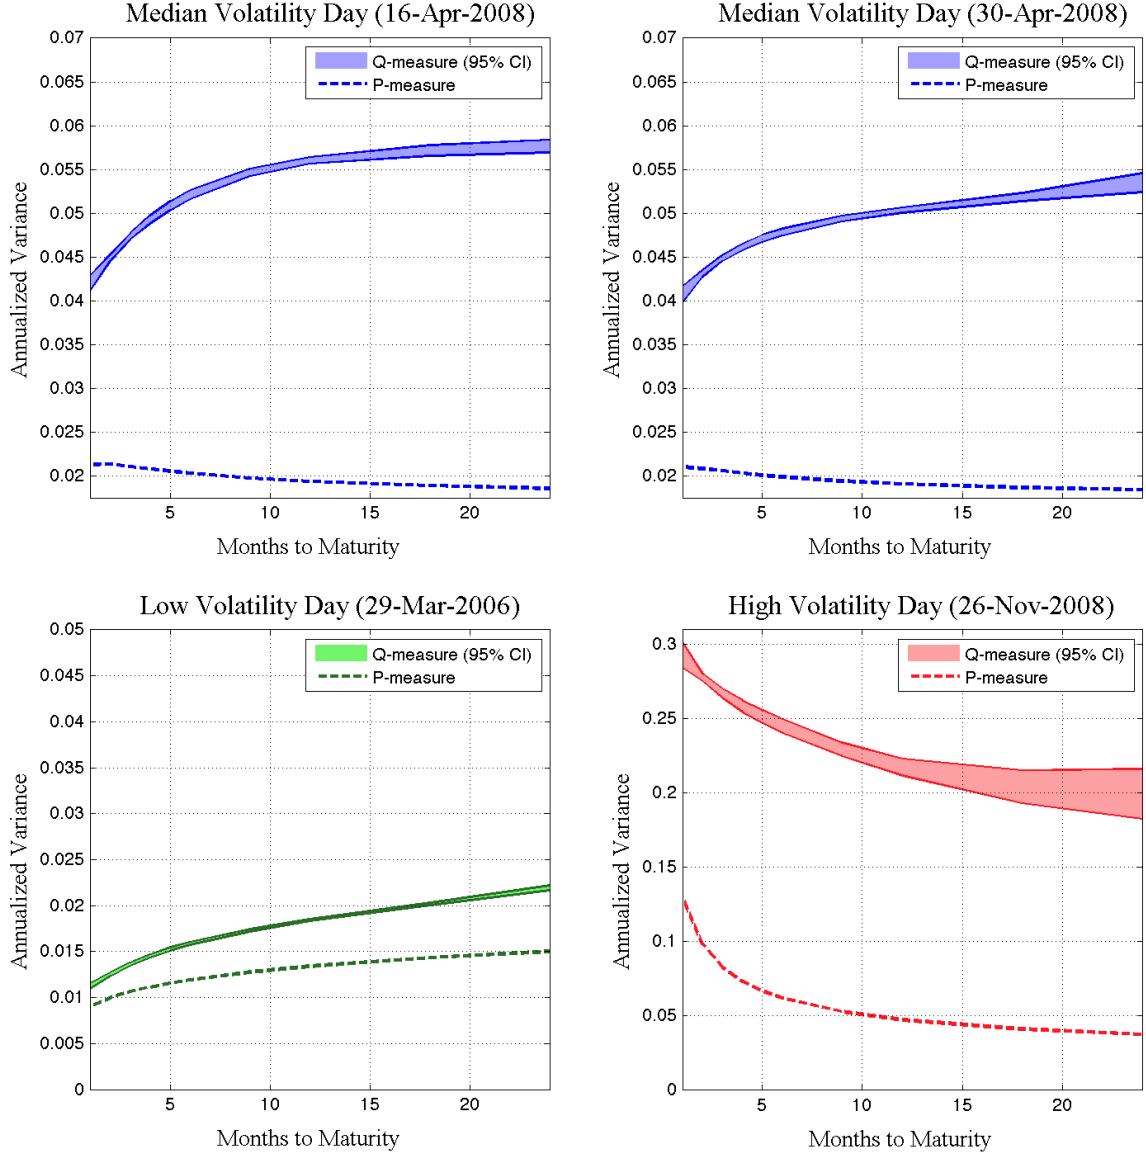 Median Volatility Day (16-Apr-2008)
0.07
0.065
0.06
0.055
0.05
0.045
0.04
0.035
0.03
0.025
0.02
Annualized Variance
Q-measure (95% CI)
P-measure
5
10
15
20
Months to Maturity
Median Volatility Day (30-Apr-2008)
0.07
0.065
0.06
0.055
0.05
0.045
0.04
0.035
0.03
0.025
0.02
Annualized Variance
Q-measure (95% CI)
P-measure
5
10
15
20
Months to Maturity
Low Volatility Day (29-Mar-2006)
0.05
0.045
0.04
0.035
0.03
0.025
0.02
0.015
0.01
0.005
0
Annualized Variance
Q-measure (95% CI)
P-measure
5
10
15
20
Months to Maturity
High Volatility Day (26-Nov-2008)
0.3
0.25
0.2
0.15
0.1
0.05
0
Annualized Variance
Q-measure (95% CI)
P-measure
5
10
15
20
Months to Maturity